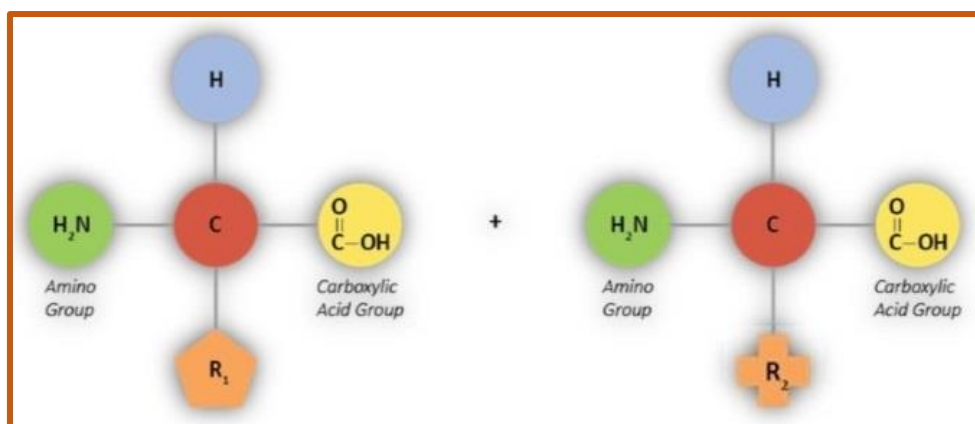 H
H
H₂N
C
O
||
C–OH
+
H₂N
C
O
||
C–OH
Amino
Group
Carboxylic
Acid Group
Amino
Group
Carboxylic
Acid Group
R₁
R₂